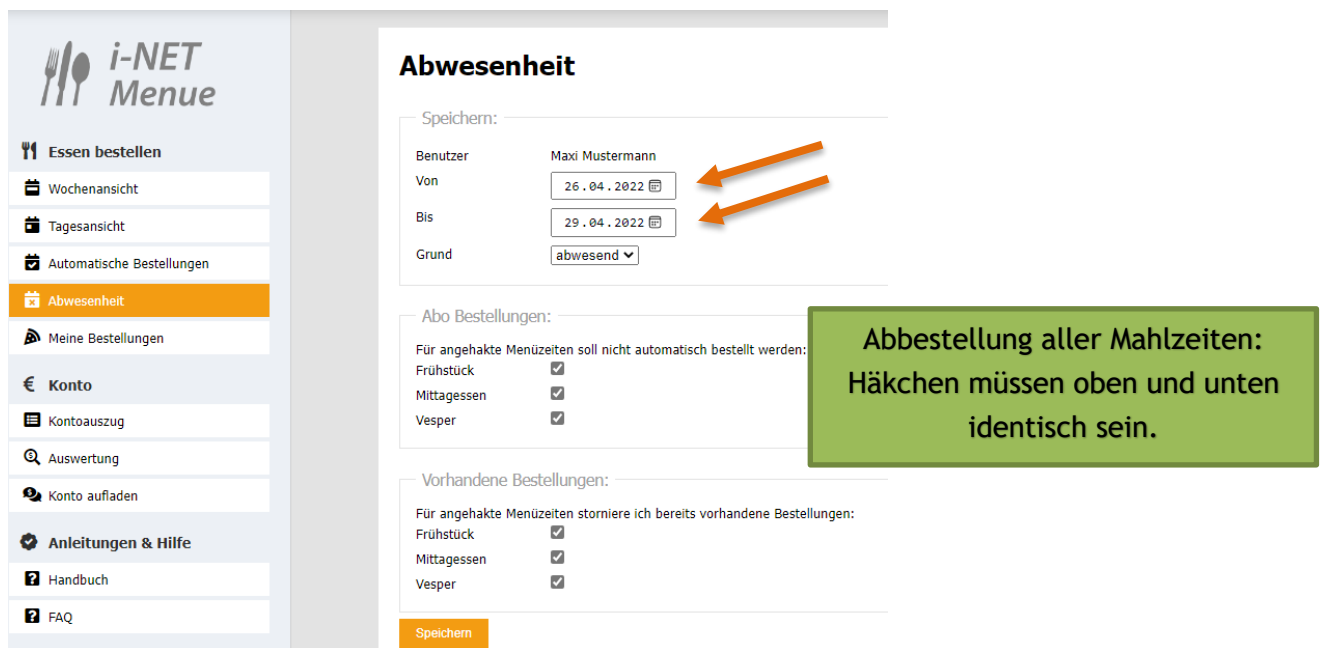 i-NET
Menue
Essen bestellen
Wochenansicht
Tagesansicht
Automatische Bestellungen
Abwesenheit
Meine Bestellungen
€ Konto
Kontoauszug
Auswertung
Konto aufladen
Anleitungen & Hilfe
Handbuch
FAQ
Abwesenheit
Speichern:
Benutzer Maxi Mustermann
Von 26.04.2022
Bis 29.04.2022
Grund abwesend
Abo Bestellungen:
Für angehakte Menüzeiten soll nicht automatisch bestellt werden:
Frühstück
Mittagessen
Vesper
Abbestellung aller Mahlzeiten:
Häkchen müssen oben und unten
identisch sein.
Vorhandene Bestellungen:
Für angehakte Menüzeiten storniere ich bereits vorhandene Bestellungen:
Frühstück
Mittagessen
Vesper
Speichern